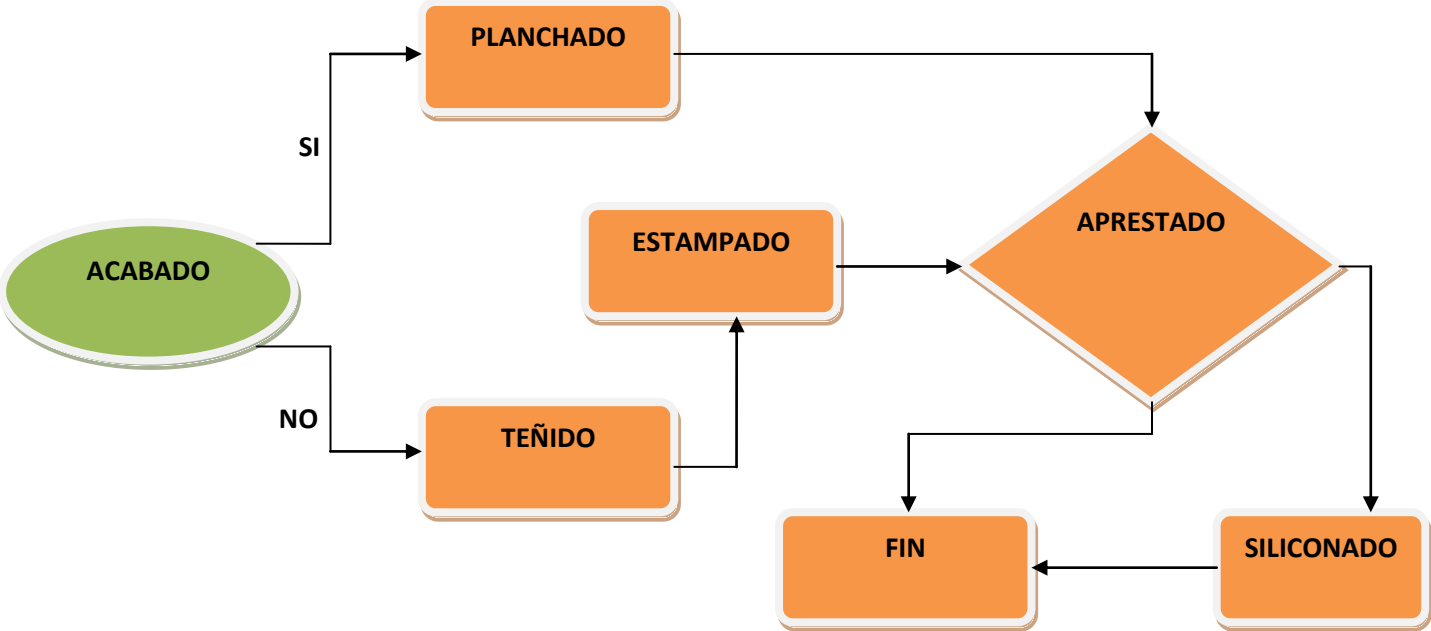 PLANCHADO
SI
APRESTADO
ESTAMPADO
ACABADO
NO
TEÑIDO
FIN
SILICONADO